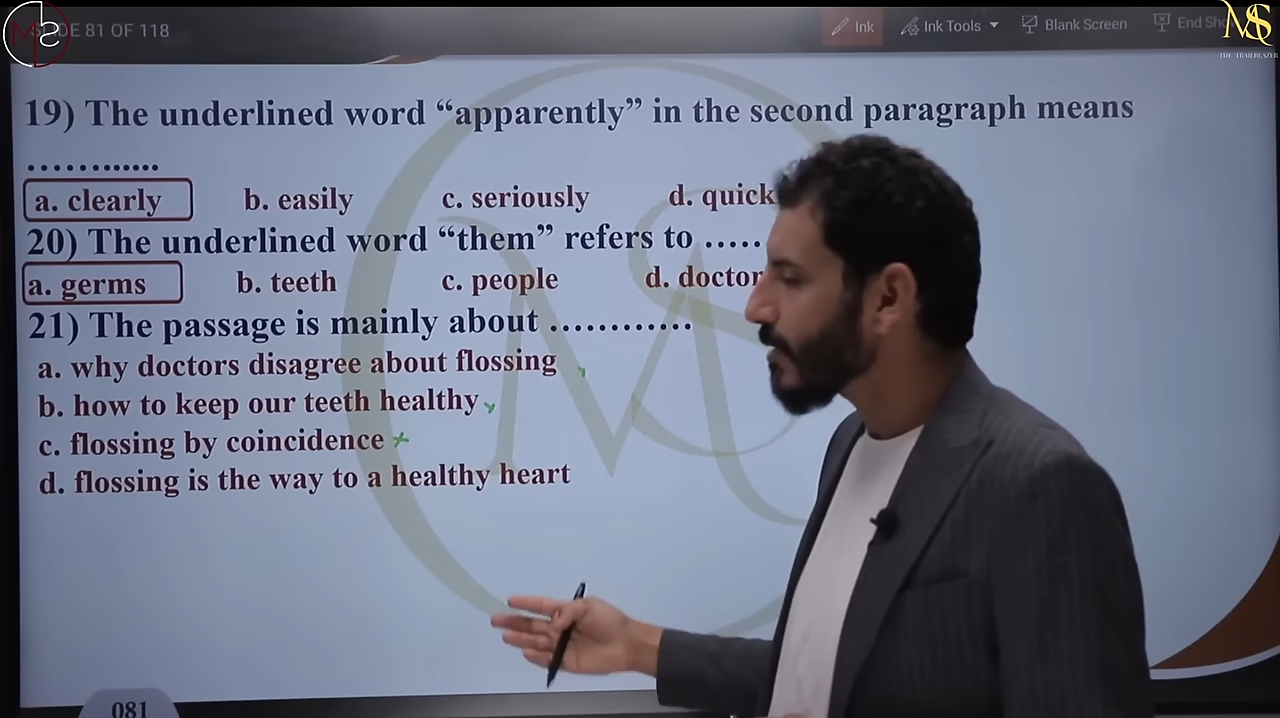 SLIDE 81 OF 118
Ink Ink Tools Blank Screen End
MS
THE TRAILBLAZER
19) The underlined word “apparently” in the second paragraph means
............
a. clearly b. easily c. seriously d. quick
20) The underlined word “them” refers to .....
a. germs b. teeth c. people d. doctor
21) The passage is mainly about ............
a. why doctors disagree about flossing
b. how to keep our teeth healthy
c. flossing by coincidence
d. flossing is the way to a healthy heart
081